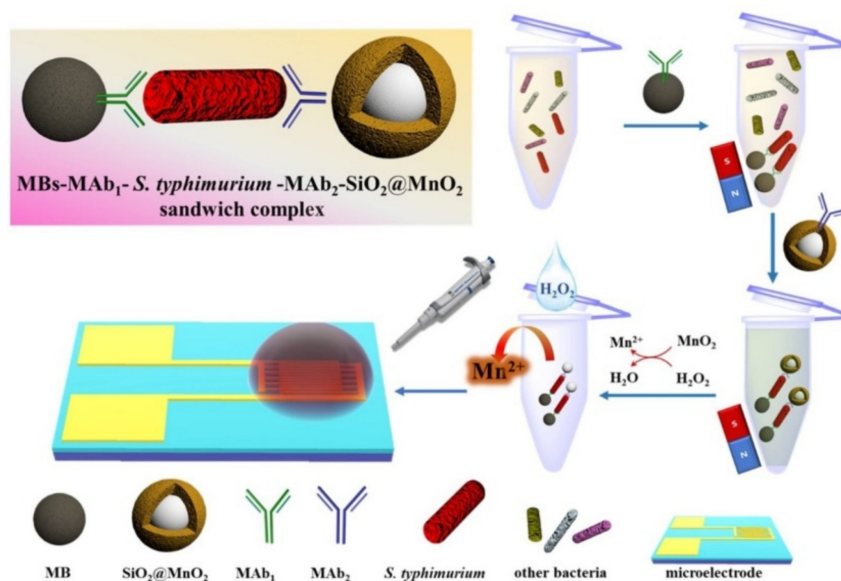 MBs-MAb₁- S. typhimurium -MAb₂-SiO₂@MnO₂
sandwich complex
S
N
H₂O₂
Mn²⁺ MnO₂
H₂O H₂O₂
Mn²⁺
S
N
MB SiO₂@MnO₂ MAb₁ MAb₂ S. typhimurium other bacteria microelectrode